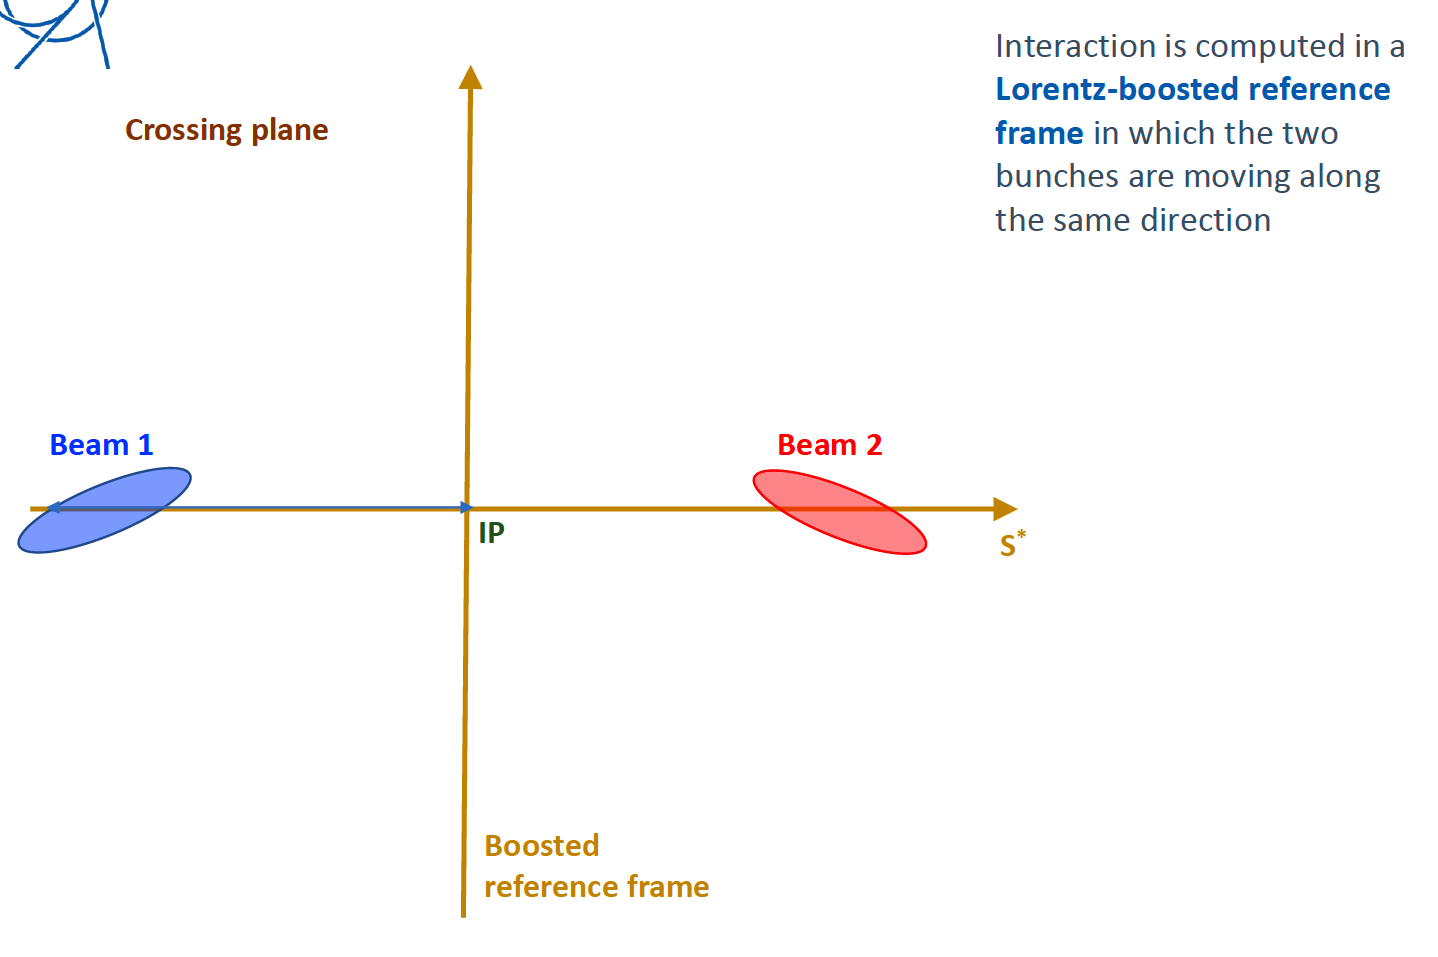 Interaction is computed in a
Lorentz-boosted reference
frame in which the two
bunches are moving along
the same direction
Crossing plane
Beam 1
Beam 2
IP
S*
Boosted
reference frame